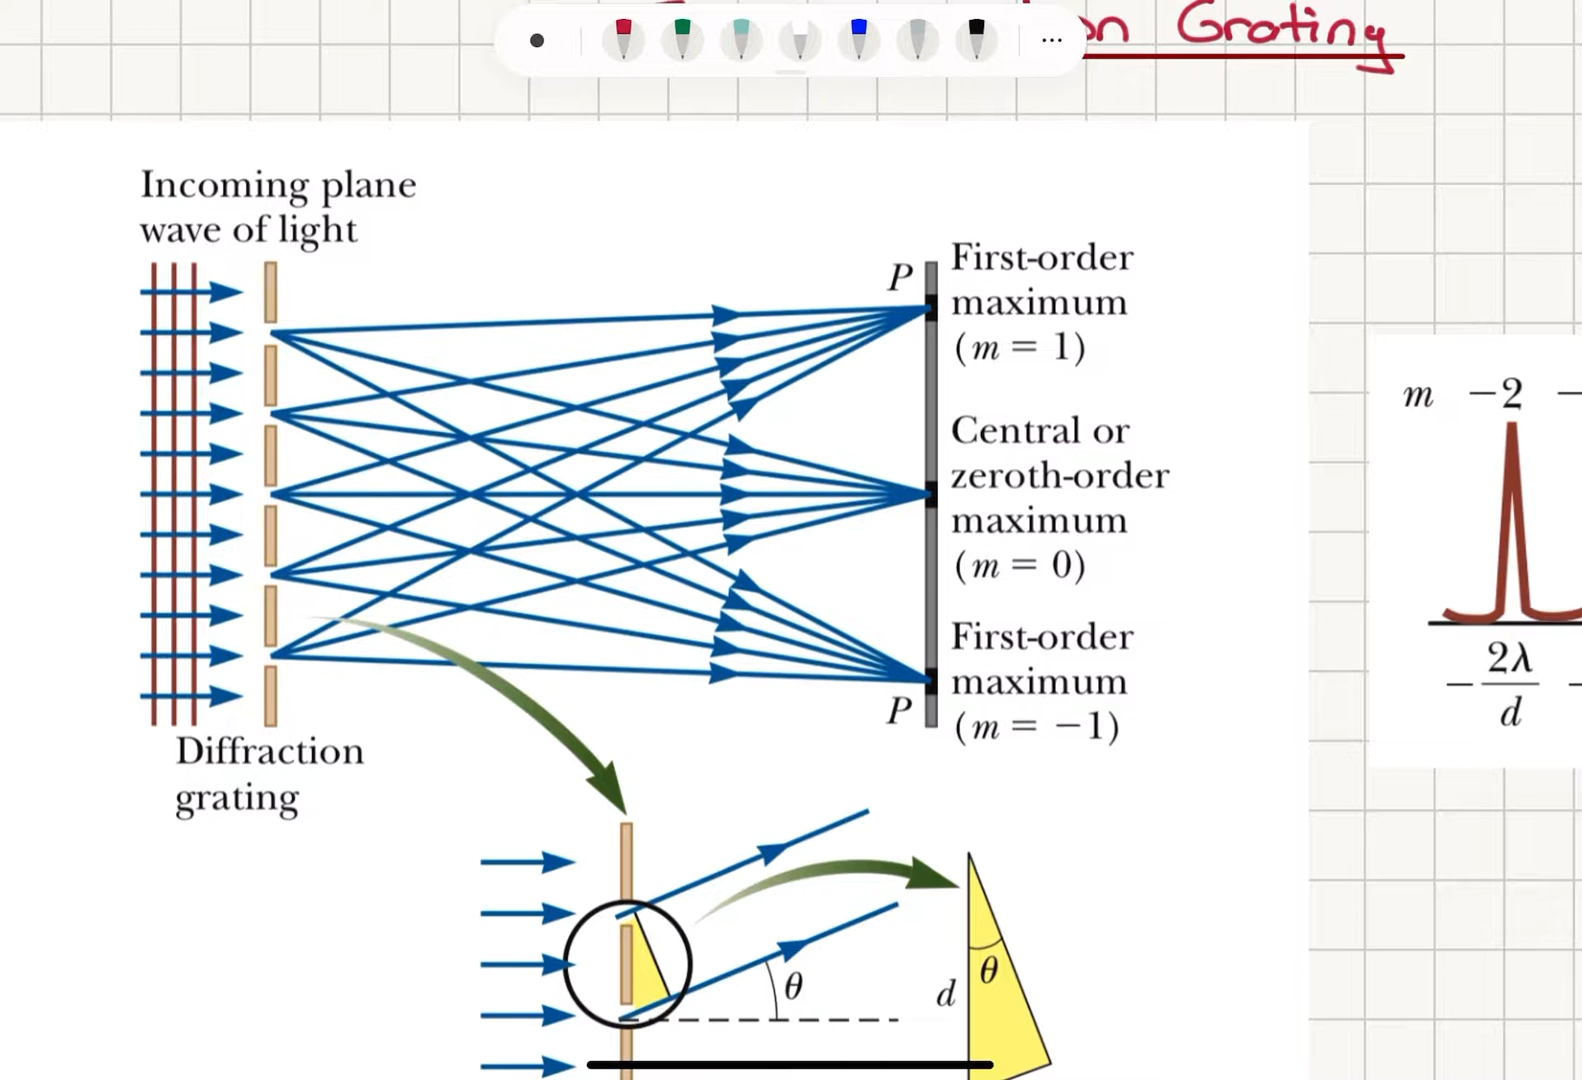 on Grating
Incoming plane
wave of light
P
First-order
maximum
(m = 1)
Central or
zeroth-order
maximum
(m = 0)
First-order
maximum
P
(m = −1)
Diffraction
grating
θ
d
θ
m −2 −
− 2λ/d −